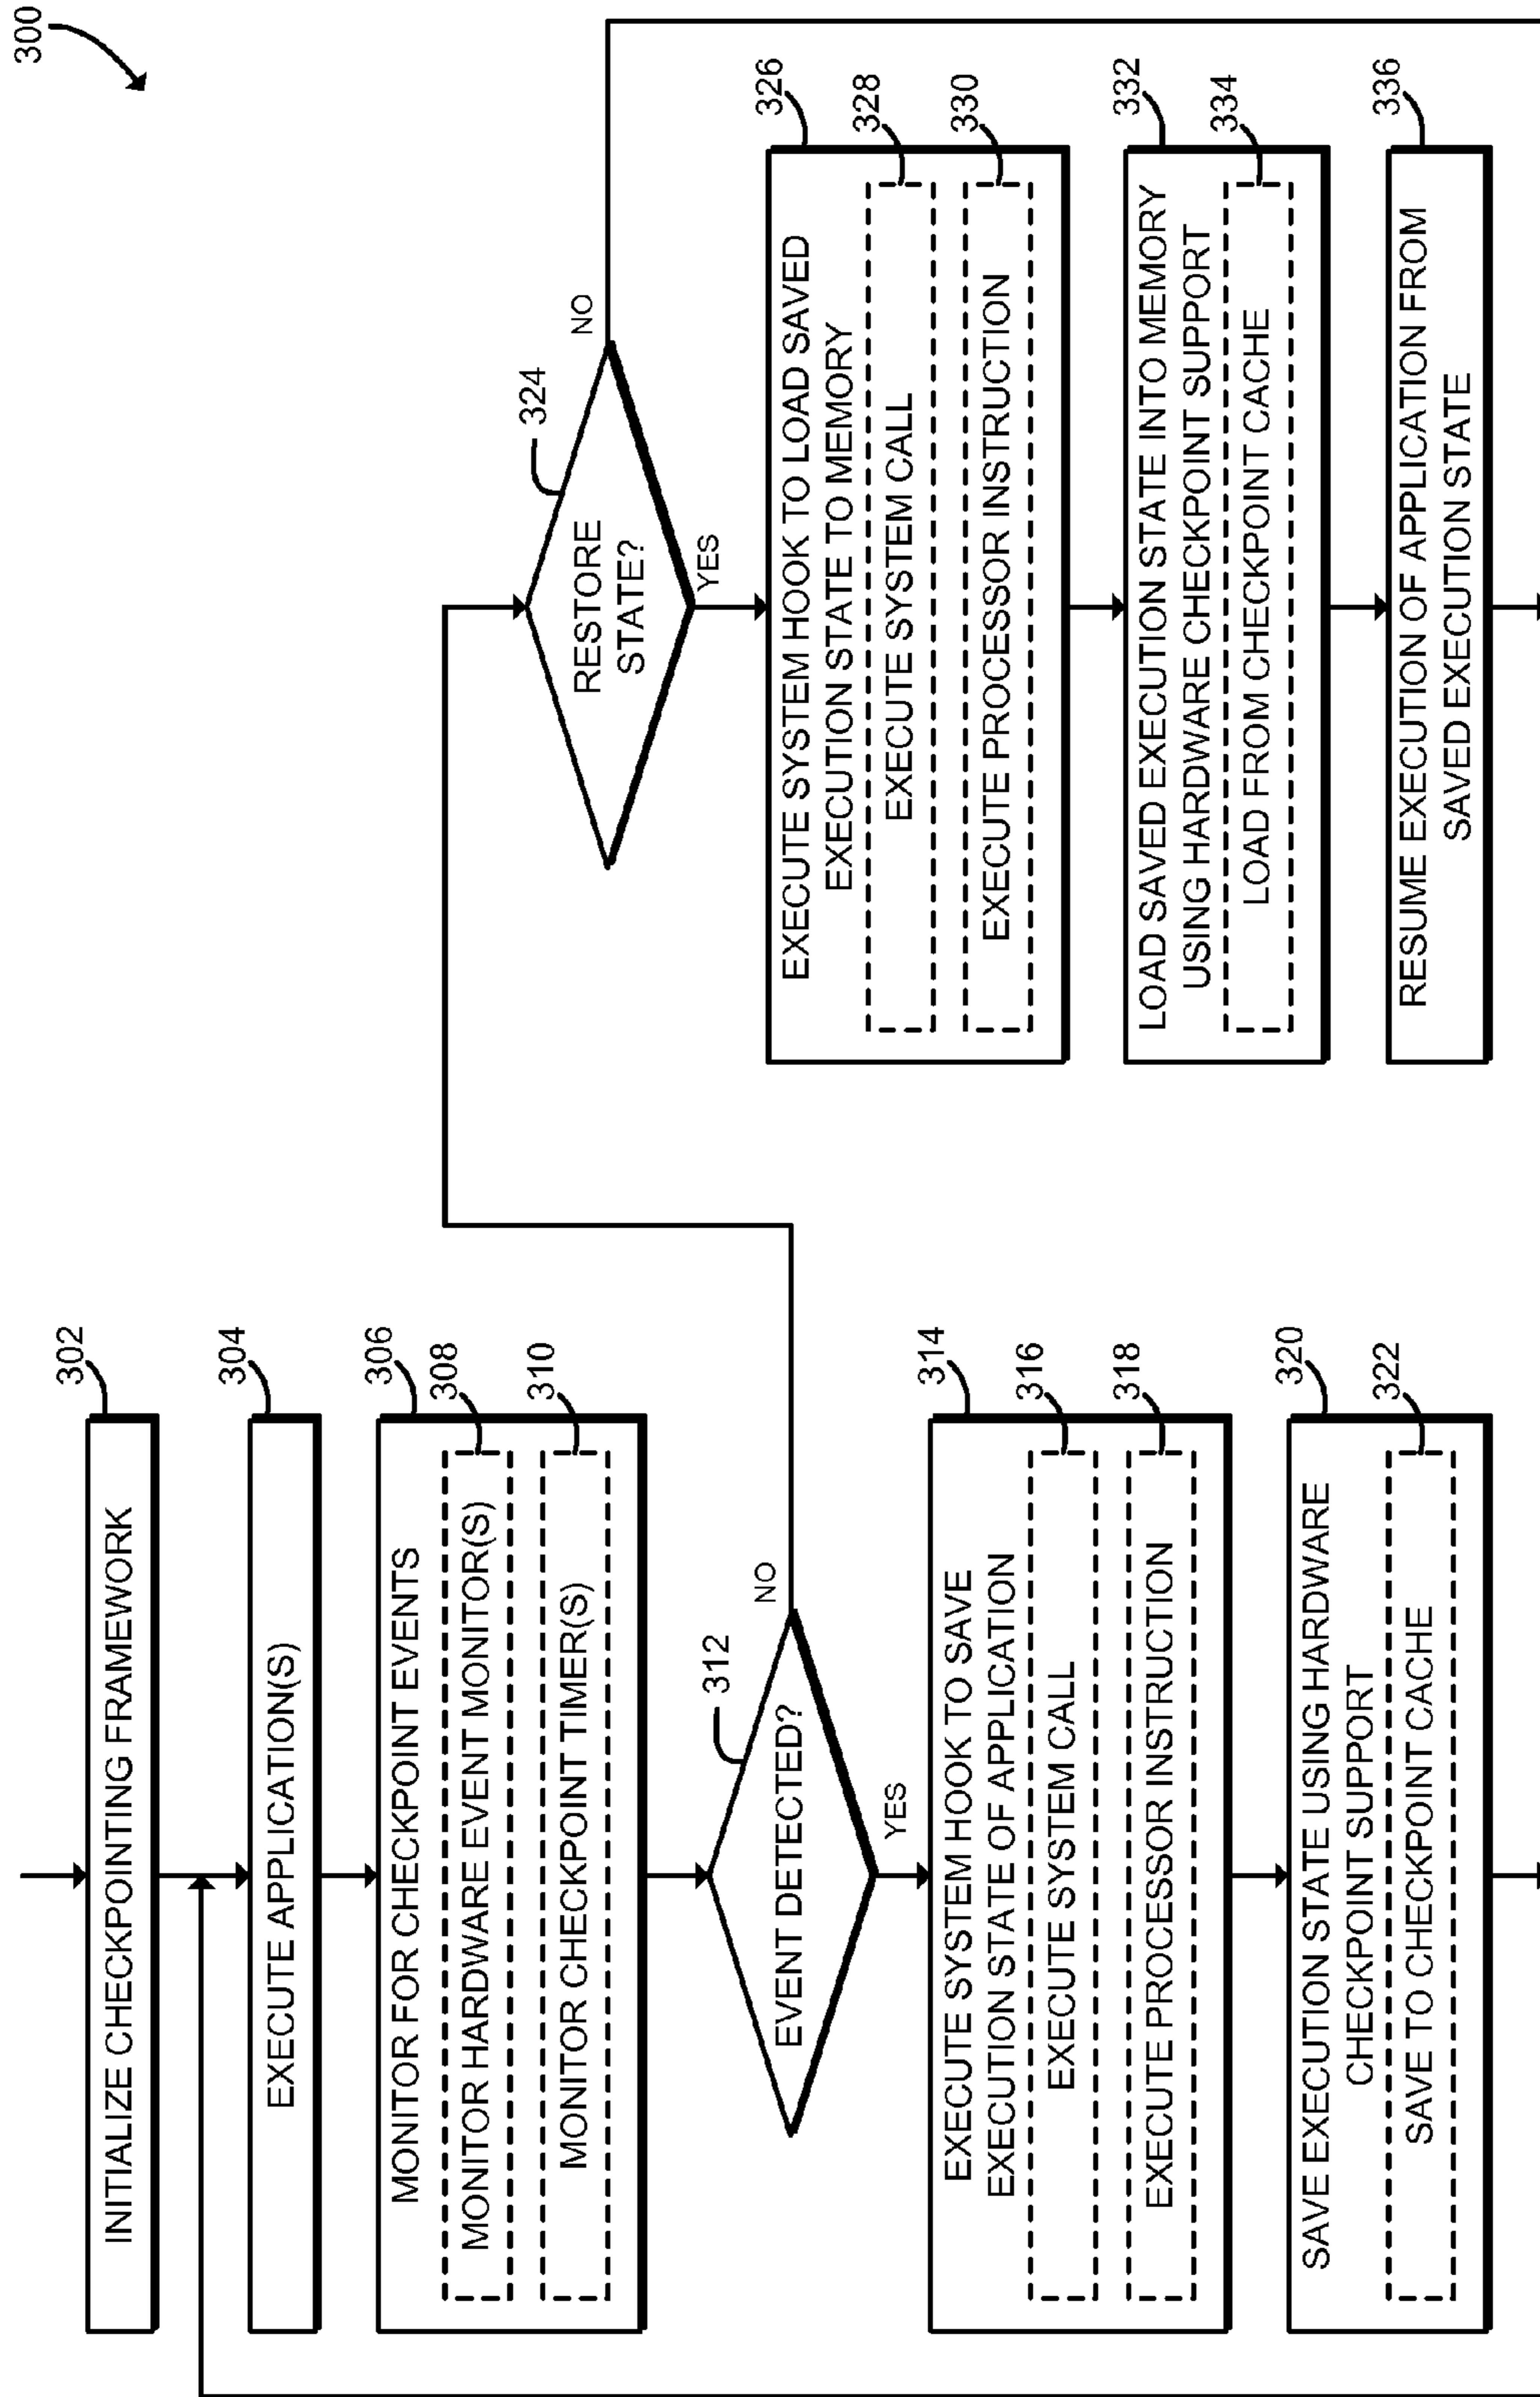 300
302
INITIALIZE CHECKPOINTING FRAMEWORK
304
EXECUTE APPLICATION(S)
306
MONITOR FOR CHECKPOINT EVENTS
308
MONITOR HARDWARE EVENT MONITOR(S)
310
MONITOR CHECKPOINT TIMER(S)
312
EVENT DETECTED?
NO
YES
314
EXECUTE SYSTEM HOOK TO SAVE
EXECUTION STATE OF APPLICATION
316
EXECUTE SYSTEM CALL
318
EXECUTE PROCESSOR INSTRUCTION
320
SAVE EXECUTION STATE USING HARDWARE
CHECKPOINT SUPPORT
322
SAVE TO CHECKPOINT CACHE
324
RESTORE
STATE?
NO
YES
326
EXECUTE SYSTEM HOOK TO LOAD SAVED
EXECUTION STATE TO MEMORY
328
EXECUTE SYSTEM CALL
330
EXECUTE PROCESSOR INSTRUCTION
332
LOAD SAVED EXECUTION STATE INTO MEMORY
USING HARDWARE CHECKPOINT SUPPORT
334
LOAD FROM CHECKPOINT CACHE
336
RESUME EXECUTION OF APPLICATION FROM
SAVED EXECUTION STATE